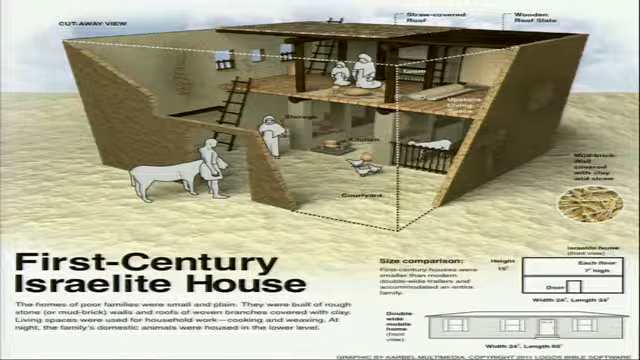 CUT-AWAY VIEW
Straw-covered
Roof
Wooden
Roof Slats
Loom
Upstairs
Living
Space
Storage
Kitchen
Courtyard
Mud-brick
Wall
covered
with clay
and straw
First-Century
Israelite House
The homes of poor families were small and plain. They were built of rough
stone (or mud-brick) walls and roofs of woven branches covered with clay.
Living spaces were used for household work—cooking and weaving. At
night, the family's domestic animals were housed in the lower level.
Size comparison:
First-century houses were
smaller than modern
double-wide trailers and
accommodated an entire
family.
Height
15'
Israelite home
(front view)
Each floor
7' high
Door
Width 24', Length 24'
Double-
wide
mobile
home
(front
view)
Width 24', Length 60'
GRAPHIC BY KARBEL MULTIMEDIA, COPYRIGHT 2011 LOGOS BIBLE SOFTWARE